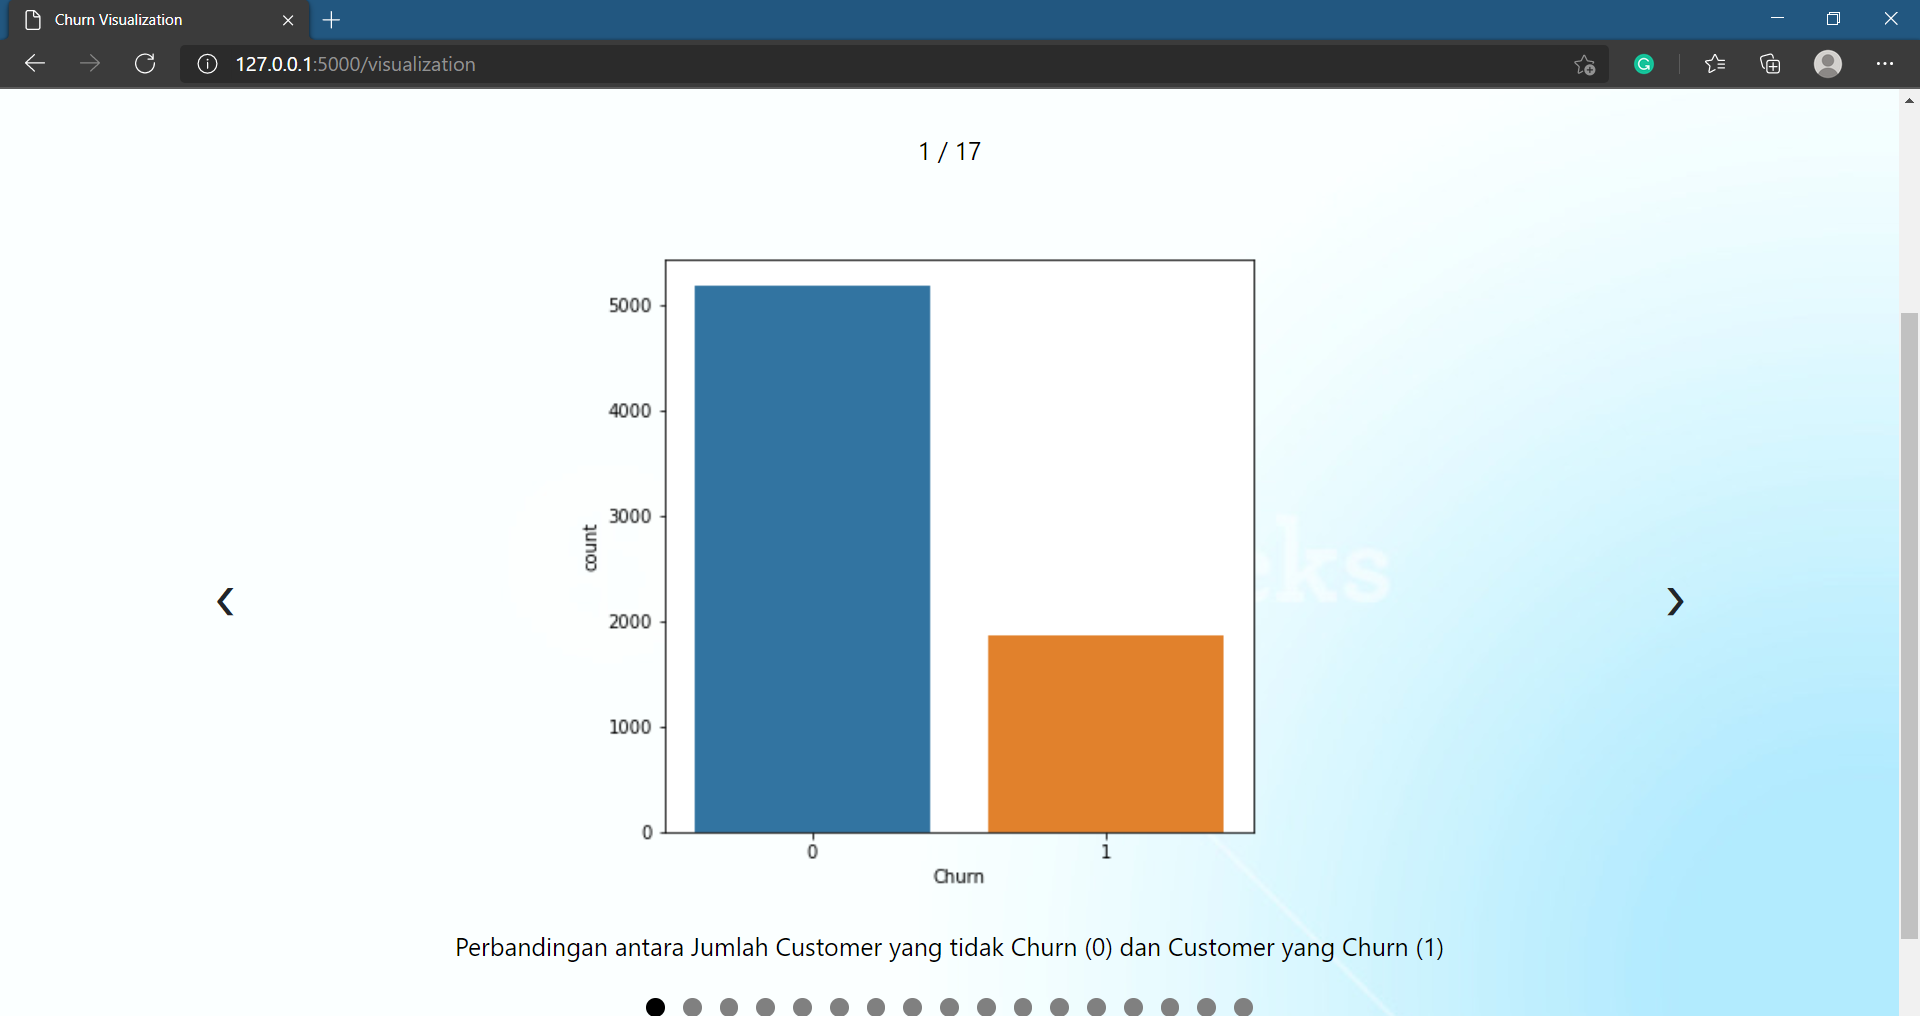 Churn Visualization
127.0.0.1:5000/visualization
1 / 17
5000
4000
3000
2000
1000
0
count
0 1
Churn
eks
Perbandingan antara Jumlah Customer yang tidak Churn (0) dan Customer yang Churn (1)